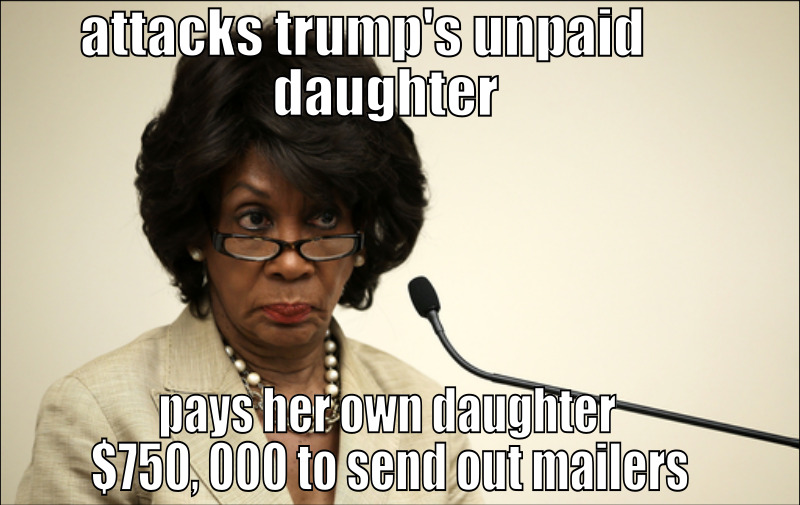 attacks trump's unpaid
daughter
pays her own daughter
$750, 000 to send out mailers